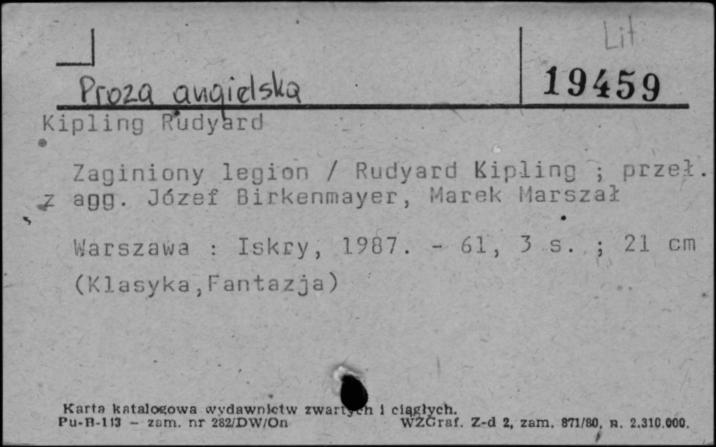 Lit
Proza angielska
19459
Kipling Rudyard
Zaginiony legion / Rudyard Kipling ; przeł.
z agg. Józef Birkenmayer, Marek Marszał
Warszawa : Iskry, 1987. - 61, 3 s. ; 21 cm
(Klasyka,Fantazja)
Karta katalogowa wydawnictw zwartych i ciągłych.
Pu-B-113 — zam. nr 282/DW/On WZGraf. Z-d 2, zam. 871/80, n. 2.310.000.